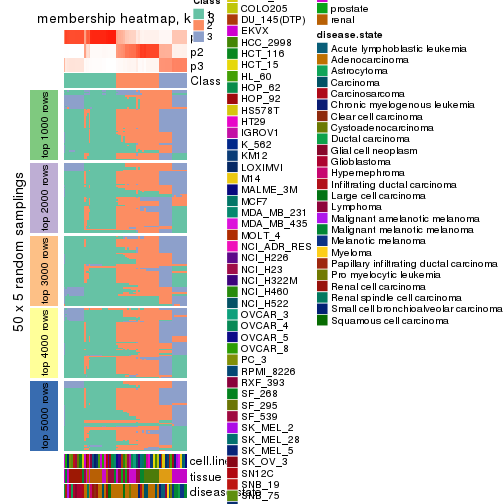 membership heatmap, k = 3
p2
p3
Class
top 1000 rows
top 2000 rows
top 3000 rows
top 4000 rows
top 5000 rows
50 x 5 random samplings
cell.line
tissue
disease.state
Class
1
2
3
COLO205
DU_145(DTP)
EKVX
HCC_2998
HCT_116
HCT_15
HL_60
HOP_62
HOP_92
HS578T
HT29
IGROV1
K_562
KM12
LOXIMVI
M14
MALME_3M
MCF7
MDA_MB_231
MDA_MB_435
MOLT_4
NCI_ADR_RES
NCI_H226
NCI_H23
NCI_H322M
NCI_H460
NCI_H522
OVCAR_3
OVCAR_4
OVCAR_5
OVCAR_8
PC_3
RPMI_8226
RXF_393
SF_268
SF_295
SF_539
SK_MEL_2
SK_MEL_28
SK_MEL_5
SK_OV_3
SN12C
SNB_19
SNB_75
prostate
renal
disease.state
Acute lymphoblastic leukemia
Adenocarcinoma
Astrocytoma
Carcinoma
Carcinosarcoma
Chronic myelogenous leukemia
Clear cell carcinoma
Cystoadenocarcinoma
Ductal carcinoma
Glial cell neoplasm
Glioblastoma
Hypernephroma
Infiltrating ductal carcinoma
Large cell carcinoma
Lymphoma
Malignant amelanotic melanoma
Malignant melanotic melanoma
Melanotic melanoma
Myeloma
Papillary infiltrating ductal carcinoma
Pro myelocytic leukemia
Renal cell carcinoma
Renal spindle cell carcinoma
Small cell bronchioalveolar carcinoma
Squamous cell carcinoma